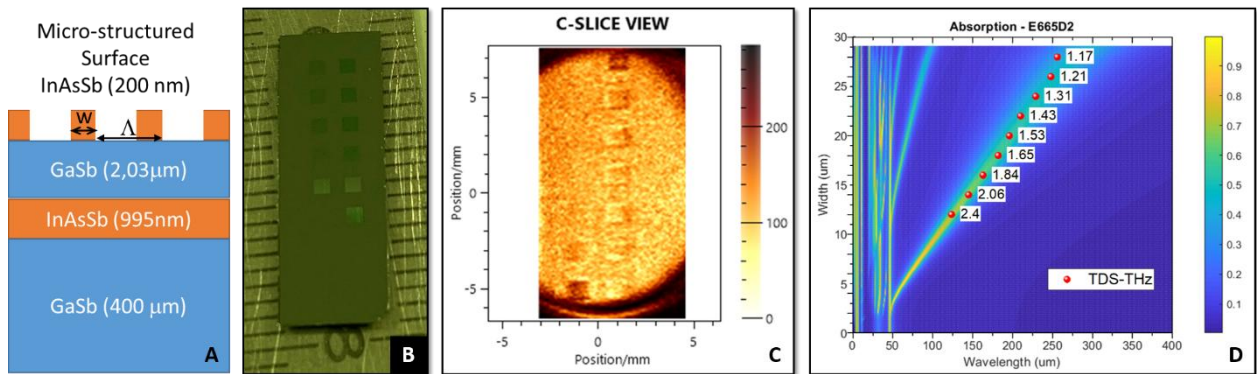 Micro-structured
Surface
InAsSb (200 nm)
w
Λ
GaSb (2,03μm)
InAsSb (995nm)
GaSb (400 μm)
A
8
B
C-SLICE VIEW
Position/mm
5
0
-5
-5
0
5
Position/mm
200
100
0
C
Absorption - E665D2
Width (um)
30
25
20
15
10
5
0
0
50
100
150
200
250
300
350
400
Wavelength (um)
1.17
1.21
1.31
1.43
1.53
1.65
1.84
2.06
2.4
TDS-THz
0.9
0.8
0.7
0.6
0.5
0.4
0.3
0.2
0.1
D